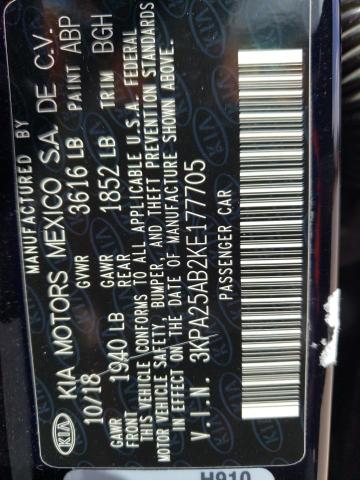 MANUFACTURED BY
KIA KIA MOTORS MEXICO S.A. DE C.V.
10/18 GVWR 3616 LB PAINT ABP
GAWR FRONT 1940 LB GAWR REAR 1852 LB TRIM BGH
THIS VEHICLE CONFORMS TO ALL APPLICABLE U.S.A. FEDERAL
MOTOR VEHICLE SAFETY, BUMPER, AND THEFT PREVENTION STANDARDS
IN EFFECT ON THE DATE OF MANUFACTURE SHOWN ABOVE.
V.I.N. 3KPA25AB2KE177705
PASSENGER CAR
H910